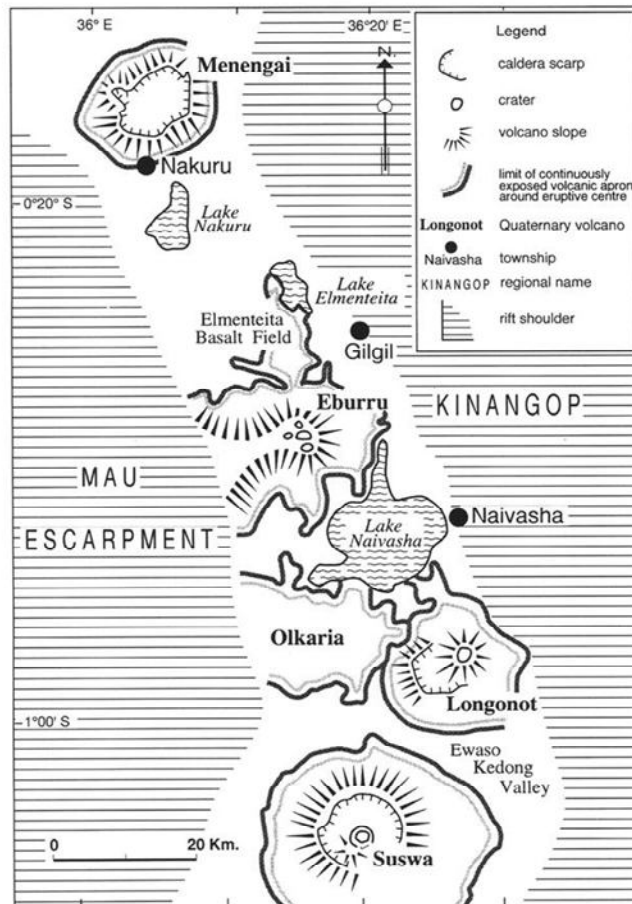 36° E
36° 20' E
N.
Menengai
Nakuru
0°20" S
Lake
Nakuru
Lake
Elmenteita
Elmenteita
Basalt Field
Gilgil
Eburru
KINANGOP
MAU
ESCARPMENT
Lake
Naivasha
Naivasha
Olkaria
Longonot
1°00' S
Ewaso
Kedong
Valley
Suswa
0
20 Km.
Legend
caldera scarp
crater
volcano slope
limit of continuously
exposed volcanic apron
around eruptive centre
Longonot
Quaternary volcano
Naivasha
township
KINANGOP
regional name
rift shoulder